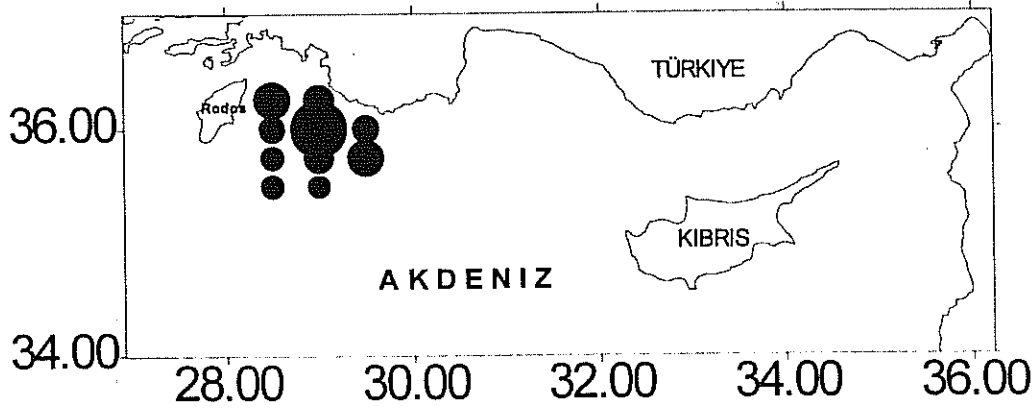 TÜRKIYE
Rodos
36.00
KIBRIS
AKDENIZ
34.00
28.00 30.00 32.00 34.00 36.00